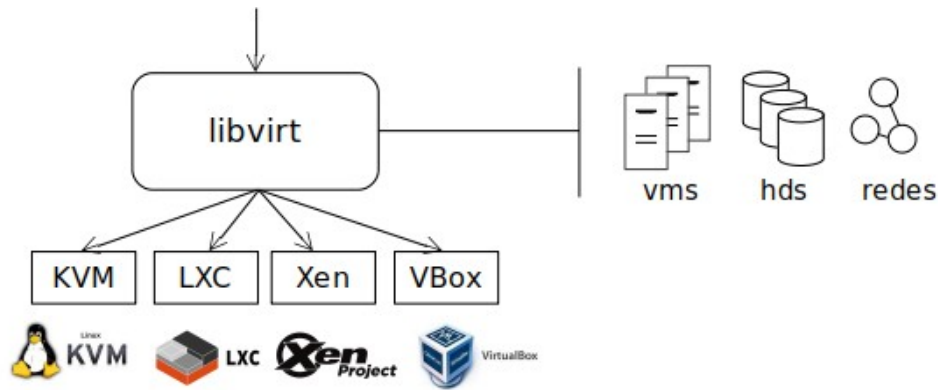 libvirt
vms hds redes
KVM LXC Xen VBox
Linux
KVM LXC Xen Project VirtualBox